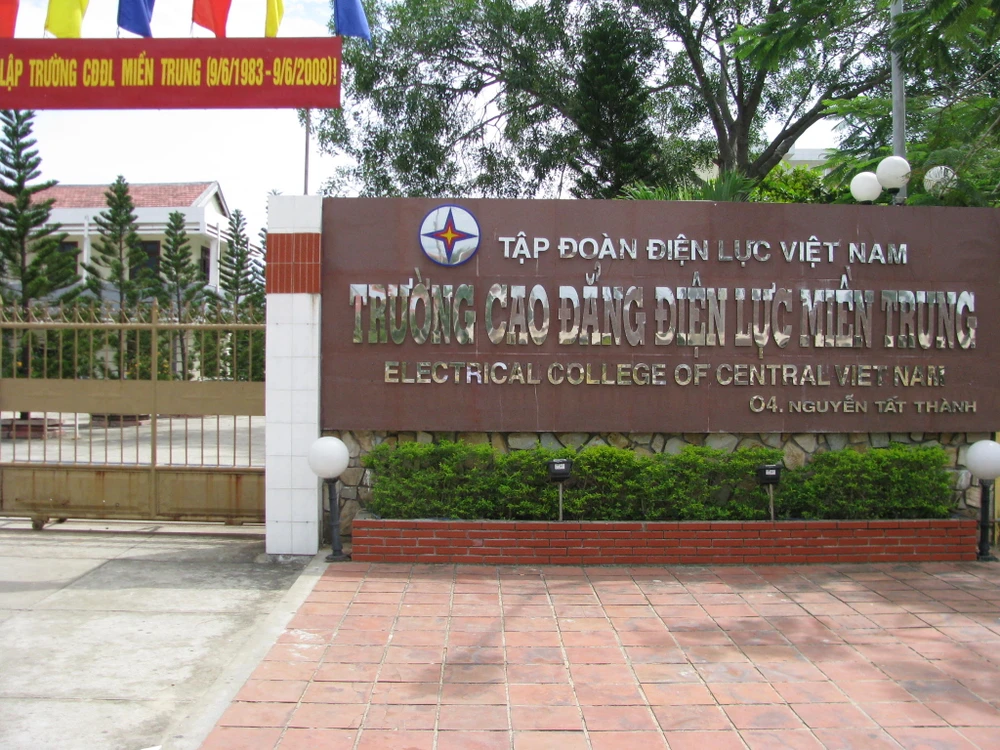 LẬP TRƯỜNG CĐĐL MIỀN TRUNG (9/6/1983 - 9/6/2008)!
TẬP ĐOÀN ĐIỆN LỰC VIỆT NAM
TRƯỜNG CAO ĐẲNG ĐIỆN LỰC MIỀN TRUNG
ELECTRICAL COLLEGE OF CENTRAL VIET NAM
04. NGUYỄN TẤT THÀNH